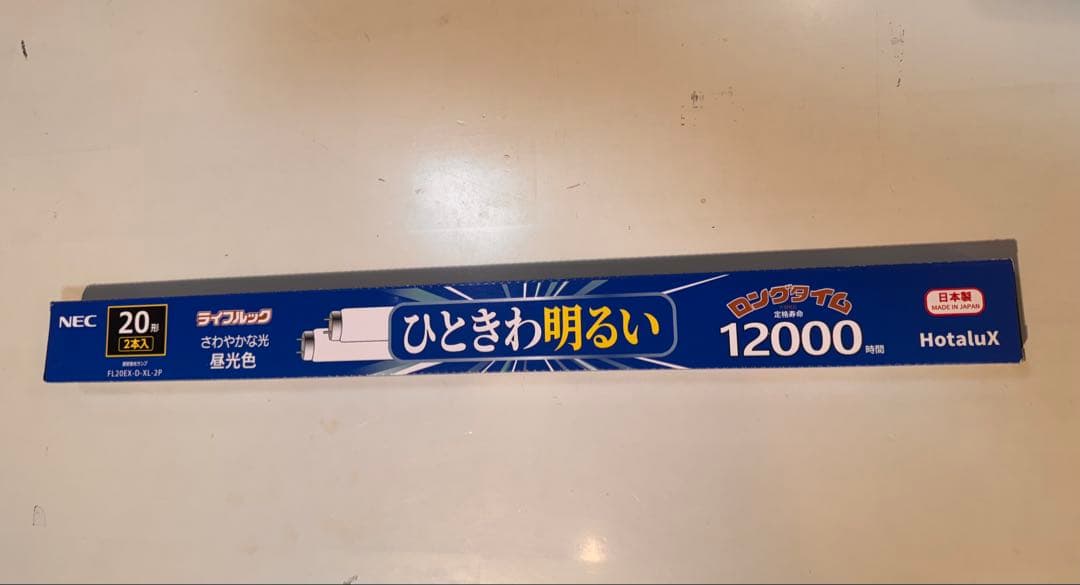 NEC
20形
2本入
FL20EX-D-XL-2P
ライフルック
さわやかな光
昼光色
ひときわ明るい
ロングタイム
定格寿命
12000時間
日本製
MADE IN JAPAN
HotaluX